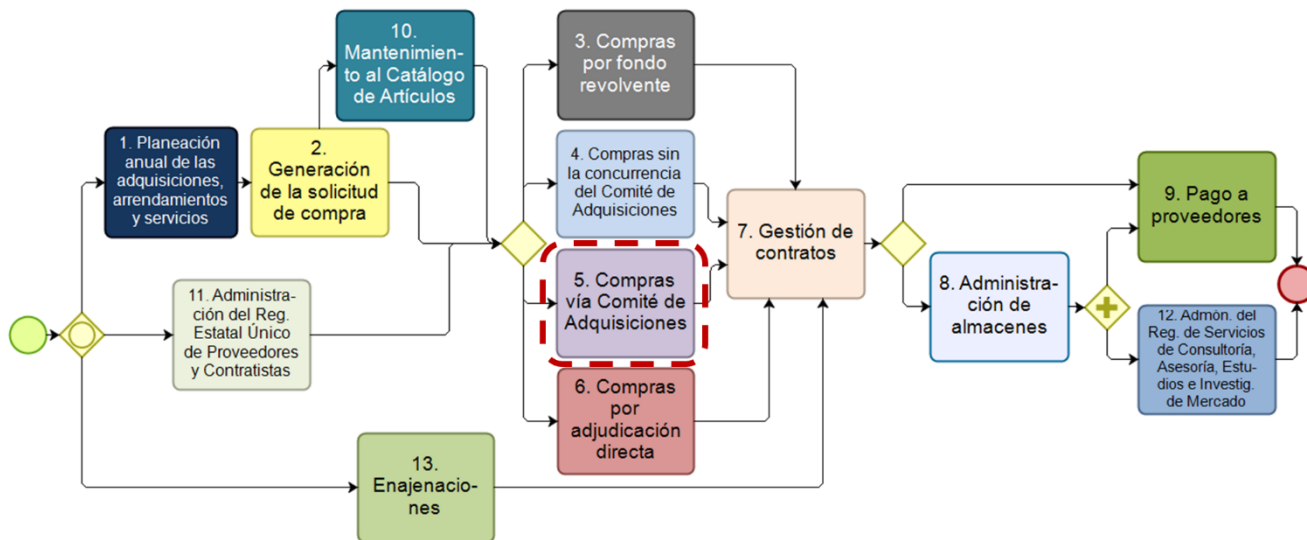 10.
Mantenimien-
to al Catálogo
de Artículos
3. Compras
por fondo
revolvente
1. Planeación
anual de las
adquisiciones,
arrendamientos
y servicios
2.
Generación
de la solicitud
de compra
4. Compras sin
la concurrencia
del Comité de
Adquisiciones
9. Pago a
proveedores
7. Gestión de
contratos
5. Compras
vía Comité de
Adquisiciones
8. Administra-
ción de
almacenes
11. Administra-
ción del Reg.
Estatal Único
de Proveedores
y Contratistas
12. Admón. del
Reg. de Servicios
de Consultoría,
Asesoría, Estu-
dios e Investig.
de Mercado
6. Compras
por
adjudicación
directa
13.
Enajenacio-
nes